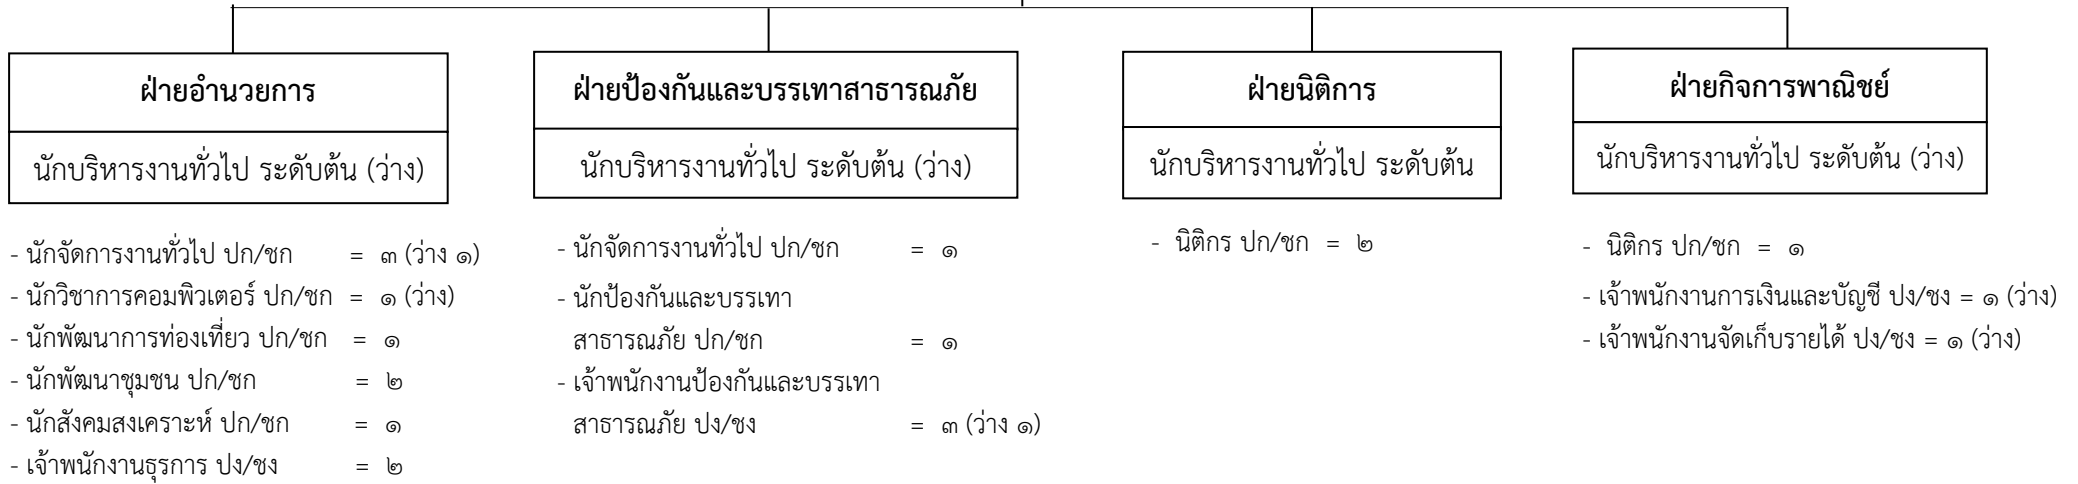 ฝ่ายอำนวยการ
นักบริหารงานทั่วไป ระดับต้น (ว่าง)
- นักจัดการงานทั่วไป ปก/ชก = ๓ (ว่าง ๑)
- นักวิชาการคอมพิวเตอร์ ปก/ชก = ๑ (ว่าง)
- นักพัฒนาการท่องเที่ยว ปก/ชก = ๑
- นักพัฒนาชุมชน ปก/ชก = ๒
- นักสังคมสงเคราะห์ ปก/ชก = ๑
- เจ้าพนักงานธุรการ ปง/ชง = ๒
ฝ่ายป้องกันและบรรเทาสาธารณภัย
นักบริหารงานทั่วไป ระดับต้น (ว่าง)
- นักจัดการงานทั่วไป ปก/ชก = ๑
- นักป้องกันและบรรเทา
สาธารณภัย ปก/ชก = ๑
- เจ้าพนักงานป้องกันและบรรเทา
สาธารณภัย ปง/ชง = ๓ (ว่าง ๑)
ฝ่ายนิติการ
นักบริหารงานทั่วไป ระดับต้น
- นิติกร ปก/ชก = ๒
ฝ่ายกิจการพาณิชย์
นักบริหารงานทั่วไป ระดับต้น (ว่าง)
- นิติกร ปก/ชก = ๑
- เจ้าพนักงานการเงินและบัญชี ปง/ชง = ๑ (ว่าง)
- เจ้าพนักงานจัดเก็บรายได้ ปง/ชง = ๑ (ว่าง)